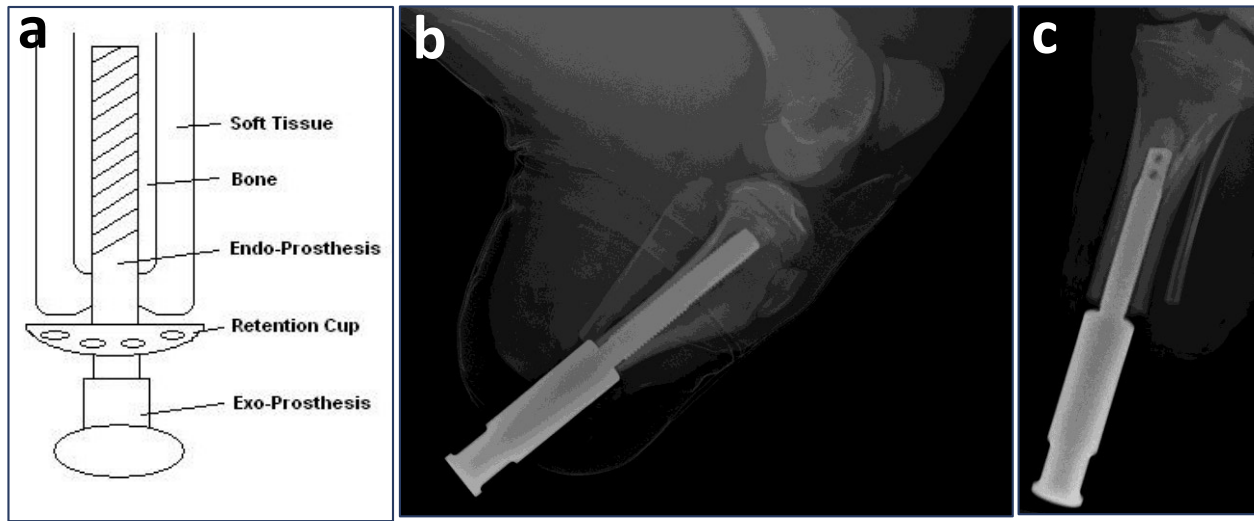 a
Soft Tissue
Bone
Endo-Prosthesis
Retention Cup
Exo-Prosthesis
b
c